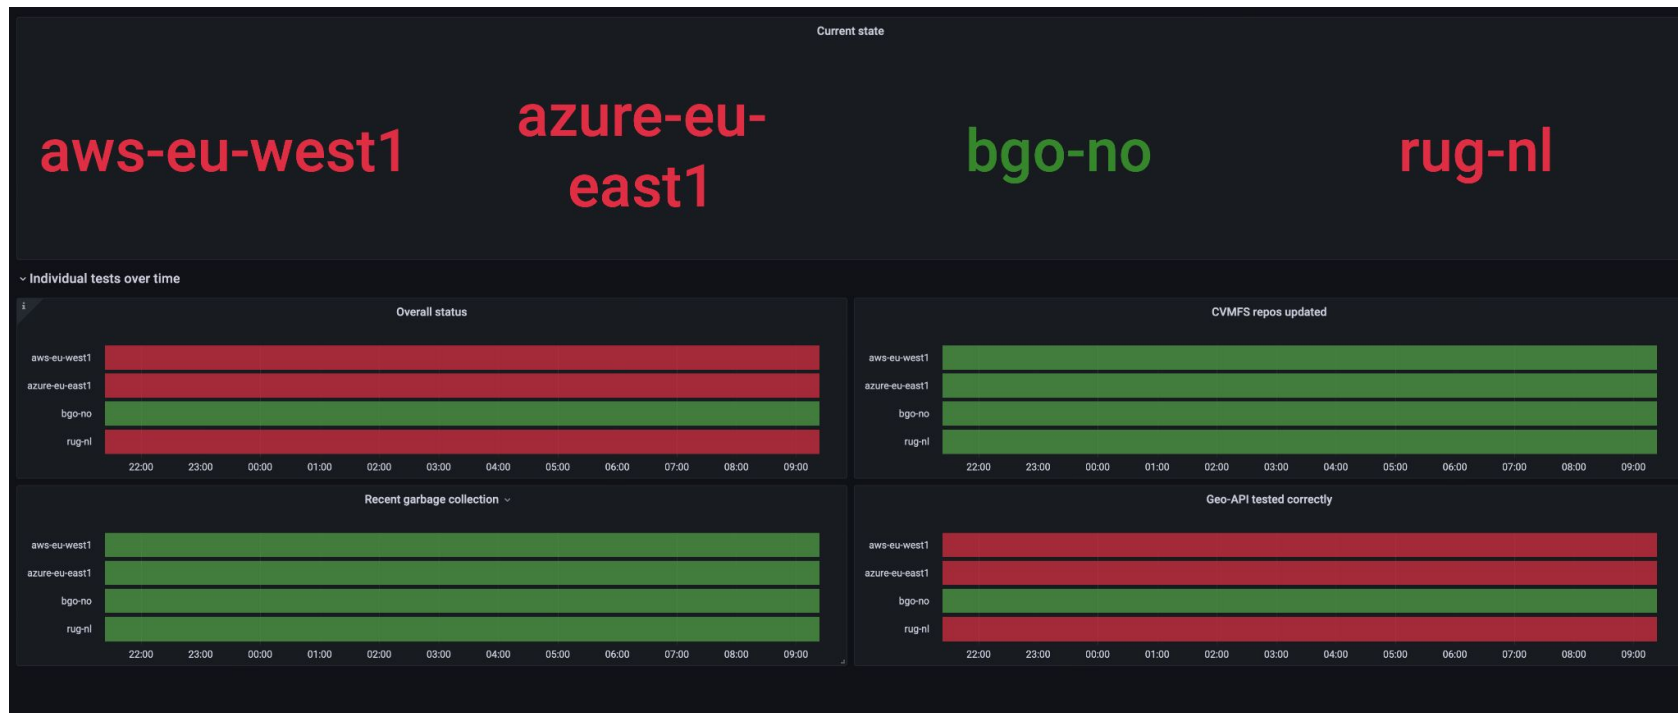 Current state
aws-eu-west1
azure-eu-
east1
bgo-no
rug-nl
Individual tests over time
i
Overall status
aws-eu-west1
azure-eu-east1
bgo-no
rug-nl
22:00 23:00 00:00 01:00 02:00 03:00 04:00 05:00 06:00 07:00 08:00 09:00
CVMFS repos updated
aws-eu-west1
azure-eu-east1
bgo-no
rug-nl
22:00 23:00 00:00 01:00 02:00 03:00 04:00 05:00 06:00 07:00 08:00 09:00
Recent garbage collection
aws-eu-west1
azure-eu-east1
bgo-no
rug-nl
22:00 23:00 00:00 01:00 02:00 03:00 04:00 05:00 06:00 07:00 08:00 09:00
Geo-API tested correctly
aws-eu-west1
azure-eu-east1
bgo-no
rug-nl
22:00 23:00 00:00 01:00 02:00 03:00 04:00 05:00 06:00 07:00 08:00 09:00